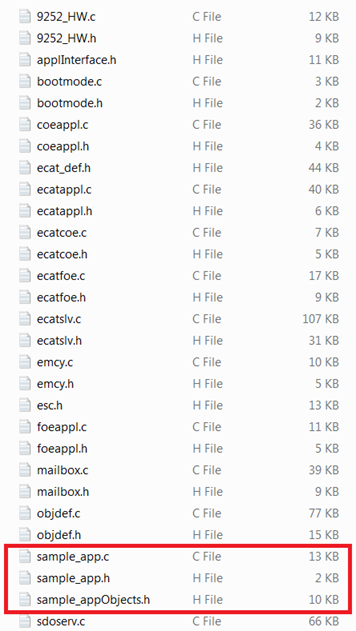 9252_HW.c C File 12 KB
9252_HW.h H File 9 KB
applInterface.h H File 11 KB
bootmode.c C File 3 KB
bootmode.h H File 2 KB
coeappl.c C File 36 KB
coeappl.h H File 4 KB
ecat_def.h H File 44 KB
ecatappl.c C File 40 KB
ecatappl.h H File 6 KB
ecatcoe.c C File 7 KB
ecatcoe.h H File 5 KB
ecatfoe.c C File 17 KB
ecatfoe.h H File 9 KB
ecatslv.c C File 107 KB
ecatslv.h H File 31 KB
emcy.c C File 10 KB
emcy.h H File 5 KB
esc.h H File 13 KB
foeappl.c C File 11 KB
foeappl.h H File 5 KB
mailbox.c C File 39 KB
mailbox.h H File 9 KB
objdef.c C File 77 KB
objdef.h H File 15 KB
sample_app.c C File 13 KB
sample_app.h H File 2 KB
sample_appObjects.h H File 10 KB
sdoserv.c C File 66 KB